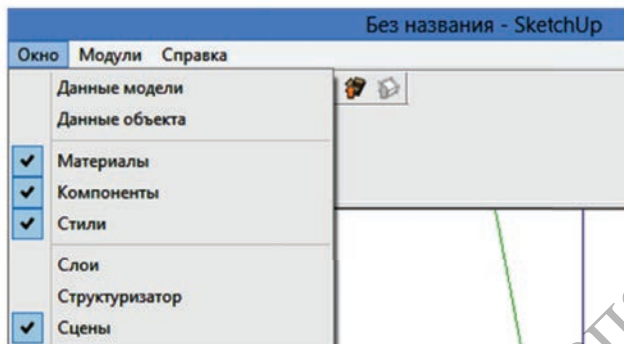 Без названия - SketchUp
Окно Модули Справка
Данные модели
Данные объекта
Материалы
Компоненты
Стили
Слои
Структуризатор
Сцены